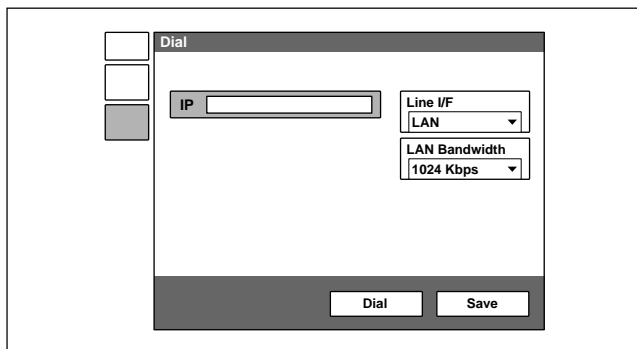 Dial
IP
Line I/F
LAN
LAN Bandwidth
1024 Kbps
Dial
Save